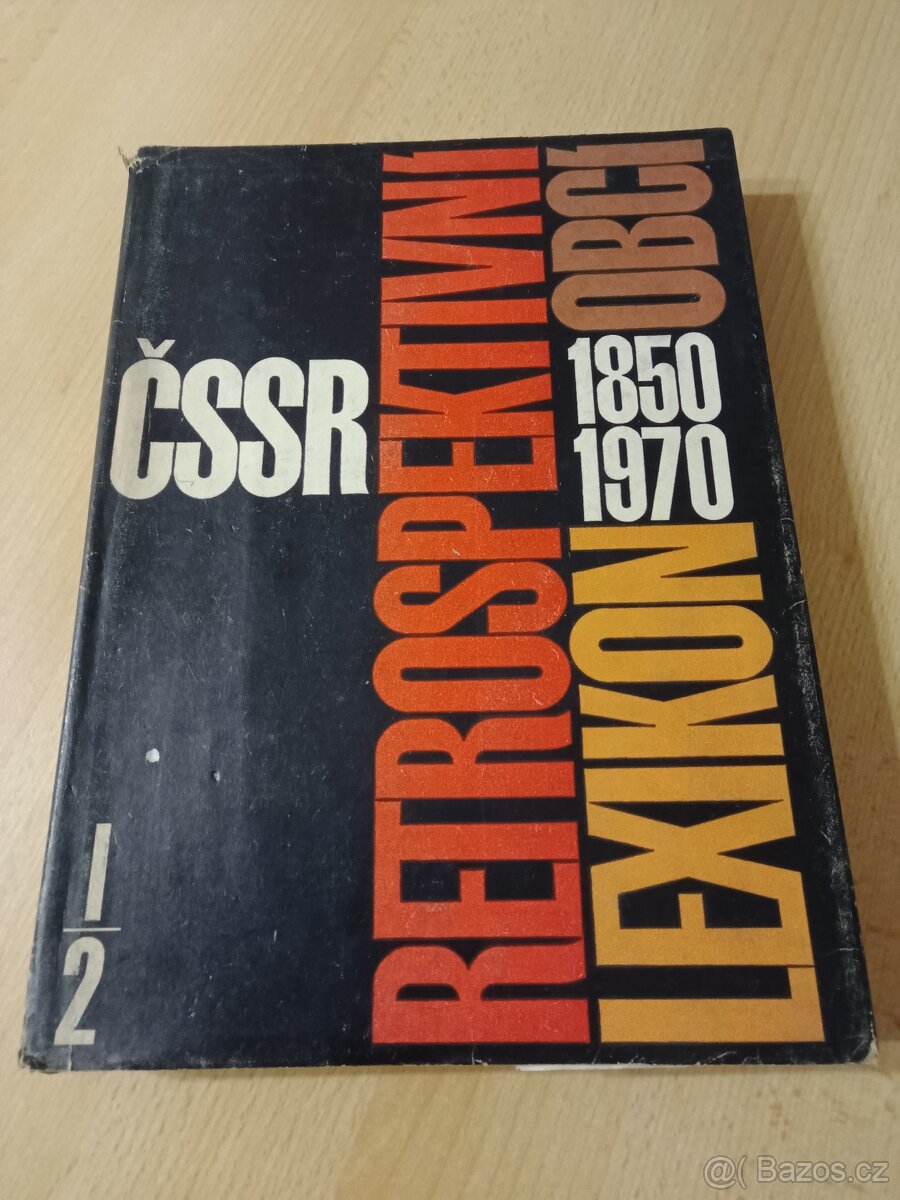 ČSSR
RETROSPEKTIVNÍ
LEXIKON
OBCÍ
1850
1970
I
2
@( Bazos.cz